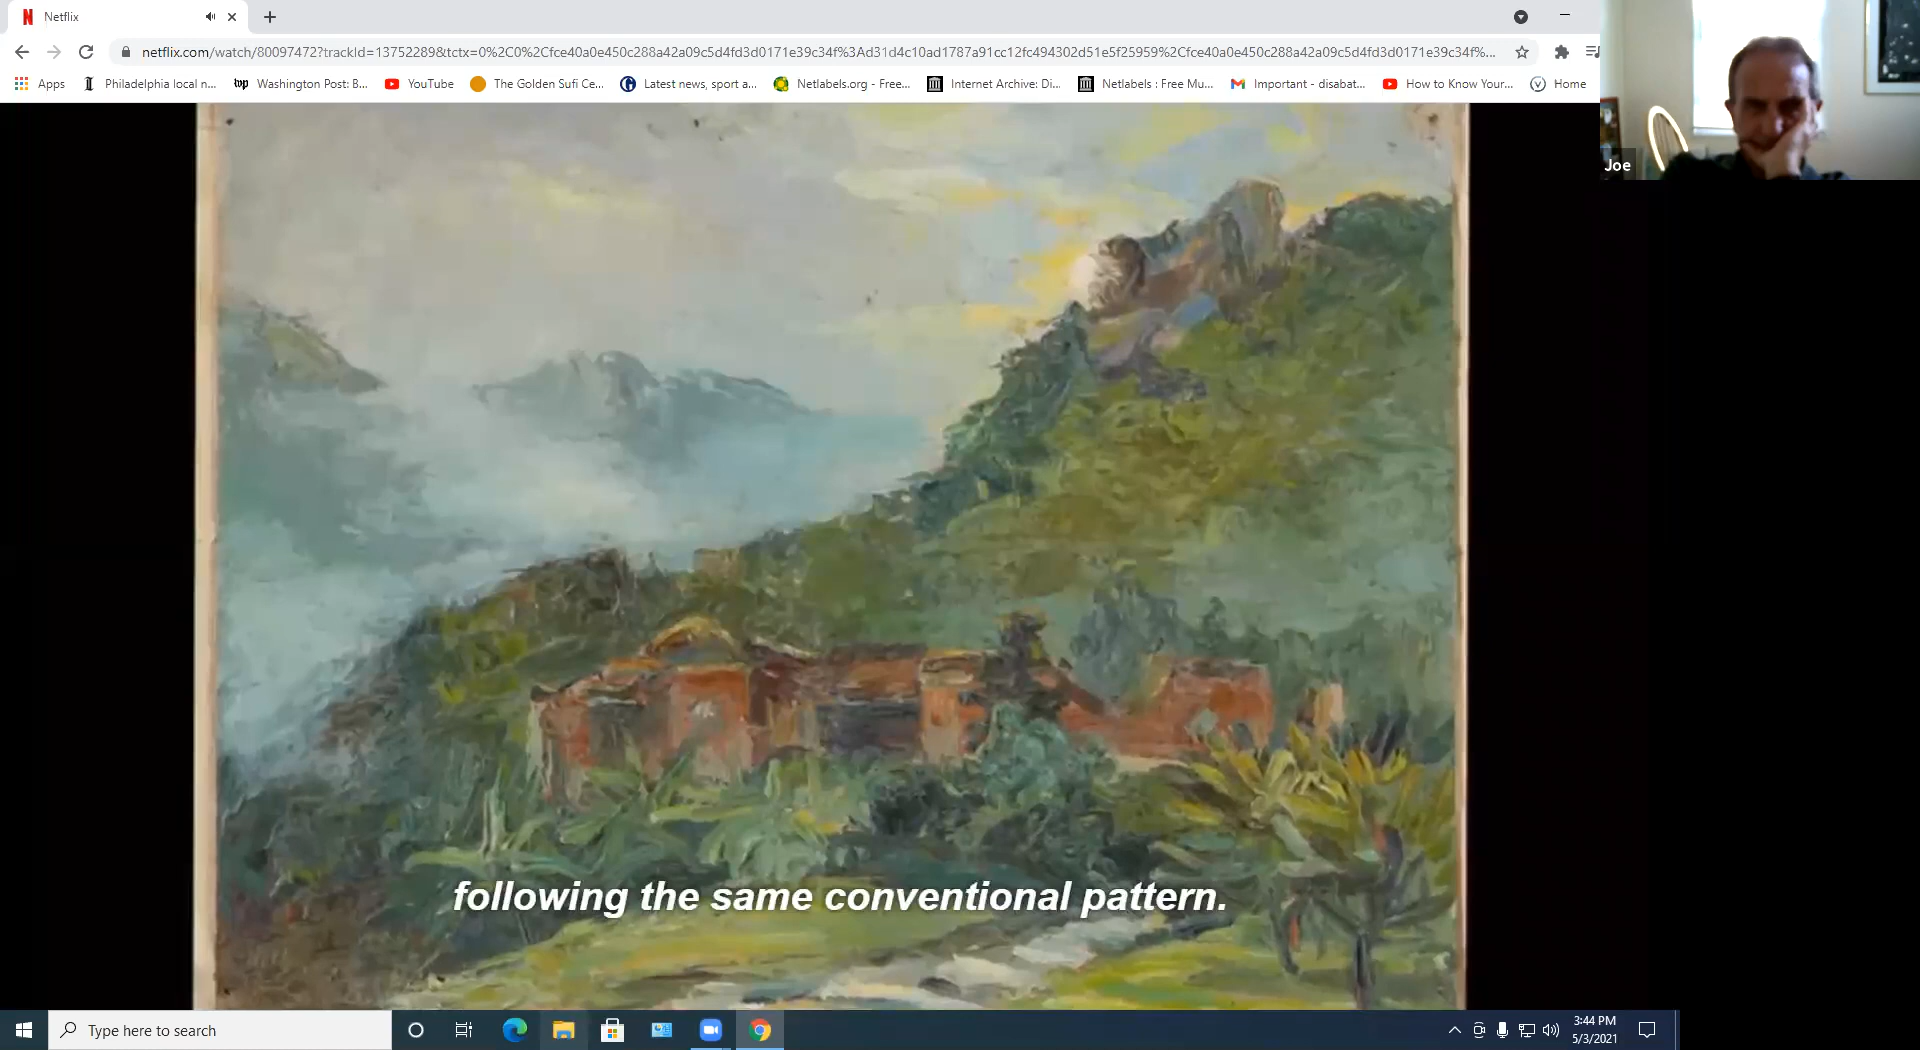 Netflix
netflix.com/watch/80097472?trackId=13752289&tctx=0%2C0%2Cfce40a0e450c288a42a09c5d4fd3d0171e39c34f%3Ad31d4c10ad1787a91cc12fc494302d51e5f25959%2Cfce40a0e450c288a42a09c5d4fd3d0171e39c34f%...
Apps Philadelphia local n... wp Washington Post: B... YouTube The Golden Sufi Ce... Latest news, sport a... Netlabels.org - Free... Internet Archive: Di... Netlabels : Free Mu... Important - disabat... How to Know Your... Home
Joe
following the same conventional pattern.
Type here to search
3:44 PM
5/3/2021